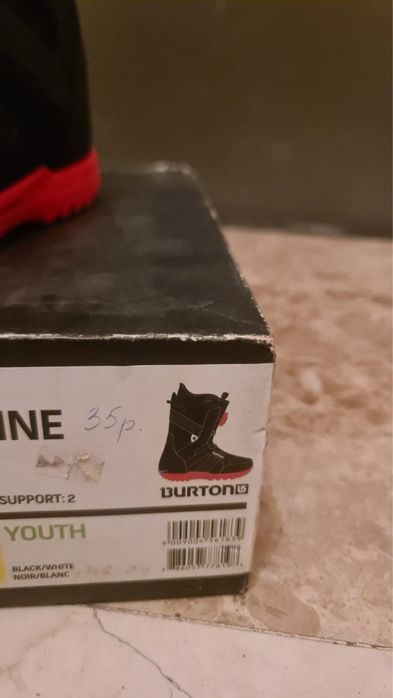 INE 35р.
BURTON
SUPPORT: 2
YOUTH
BLACK/WHITE
NOIR/BLANC